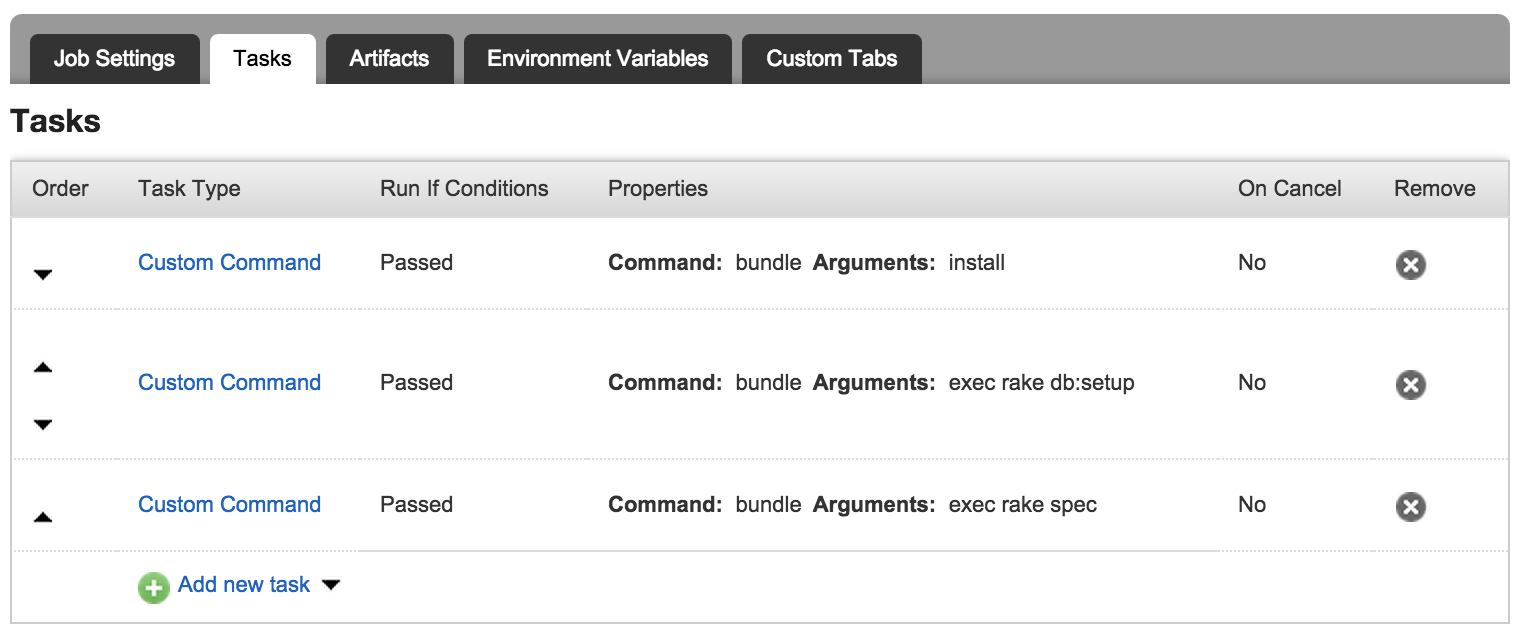 Job Settings Tasks Artifacts Environment Variables Custom Tabs
Tasks
Order Task Type Run If Conditions Properties On Cancel Remove
Custom Command Passed Command: bundle Arguments: install No
Custom Command Passed Command: bundle Arguments: exec rake db:setup No
Custom Command Passed Command: bundle Arguments: exec rake spec No
Add new task